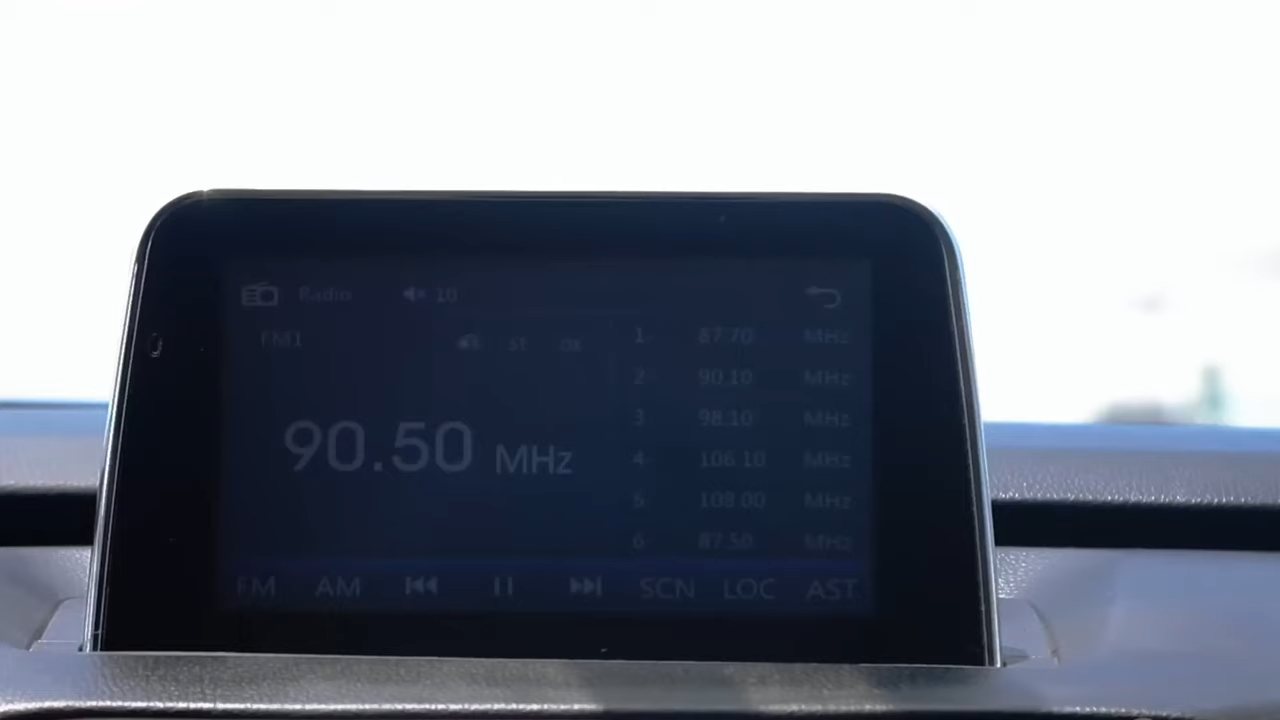 Radio 10
FM1 ST DX
90.50 MHz
1 87.70 MHz
2 90.10 MHz
3 98.10 MHz
4 106.10 MHz
5 108.00 MHz
6 87.50 MHz
FM AM SCN LOC AST